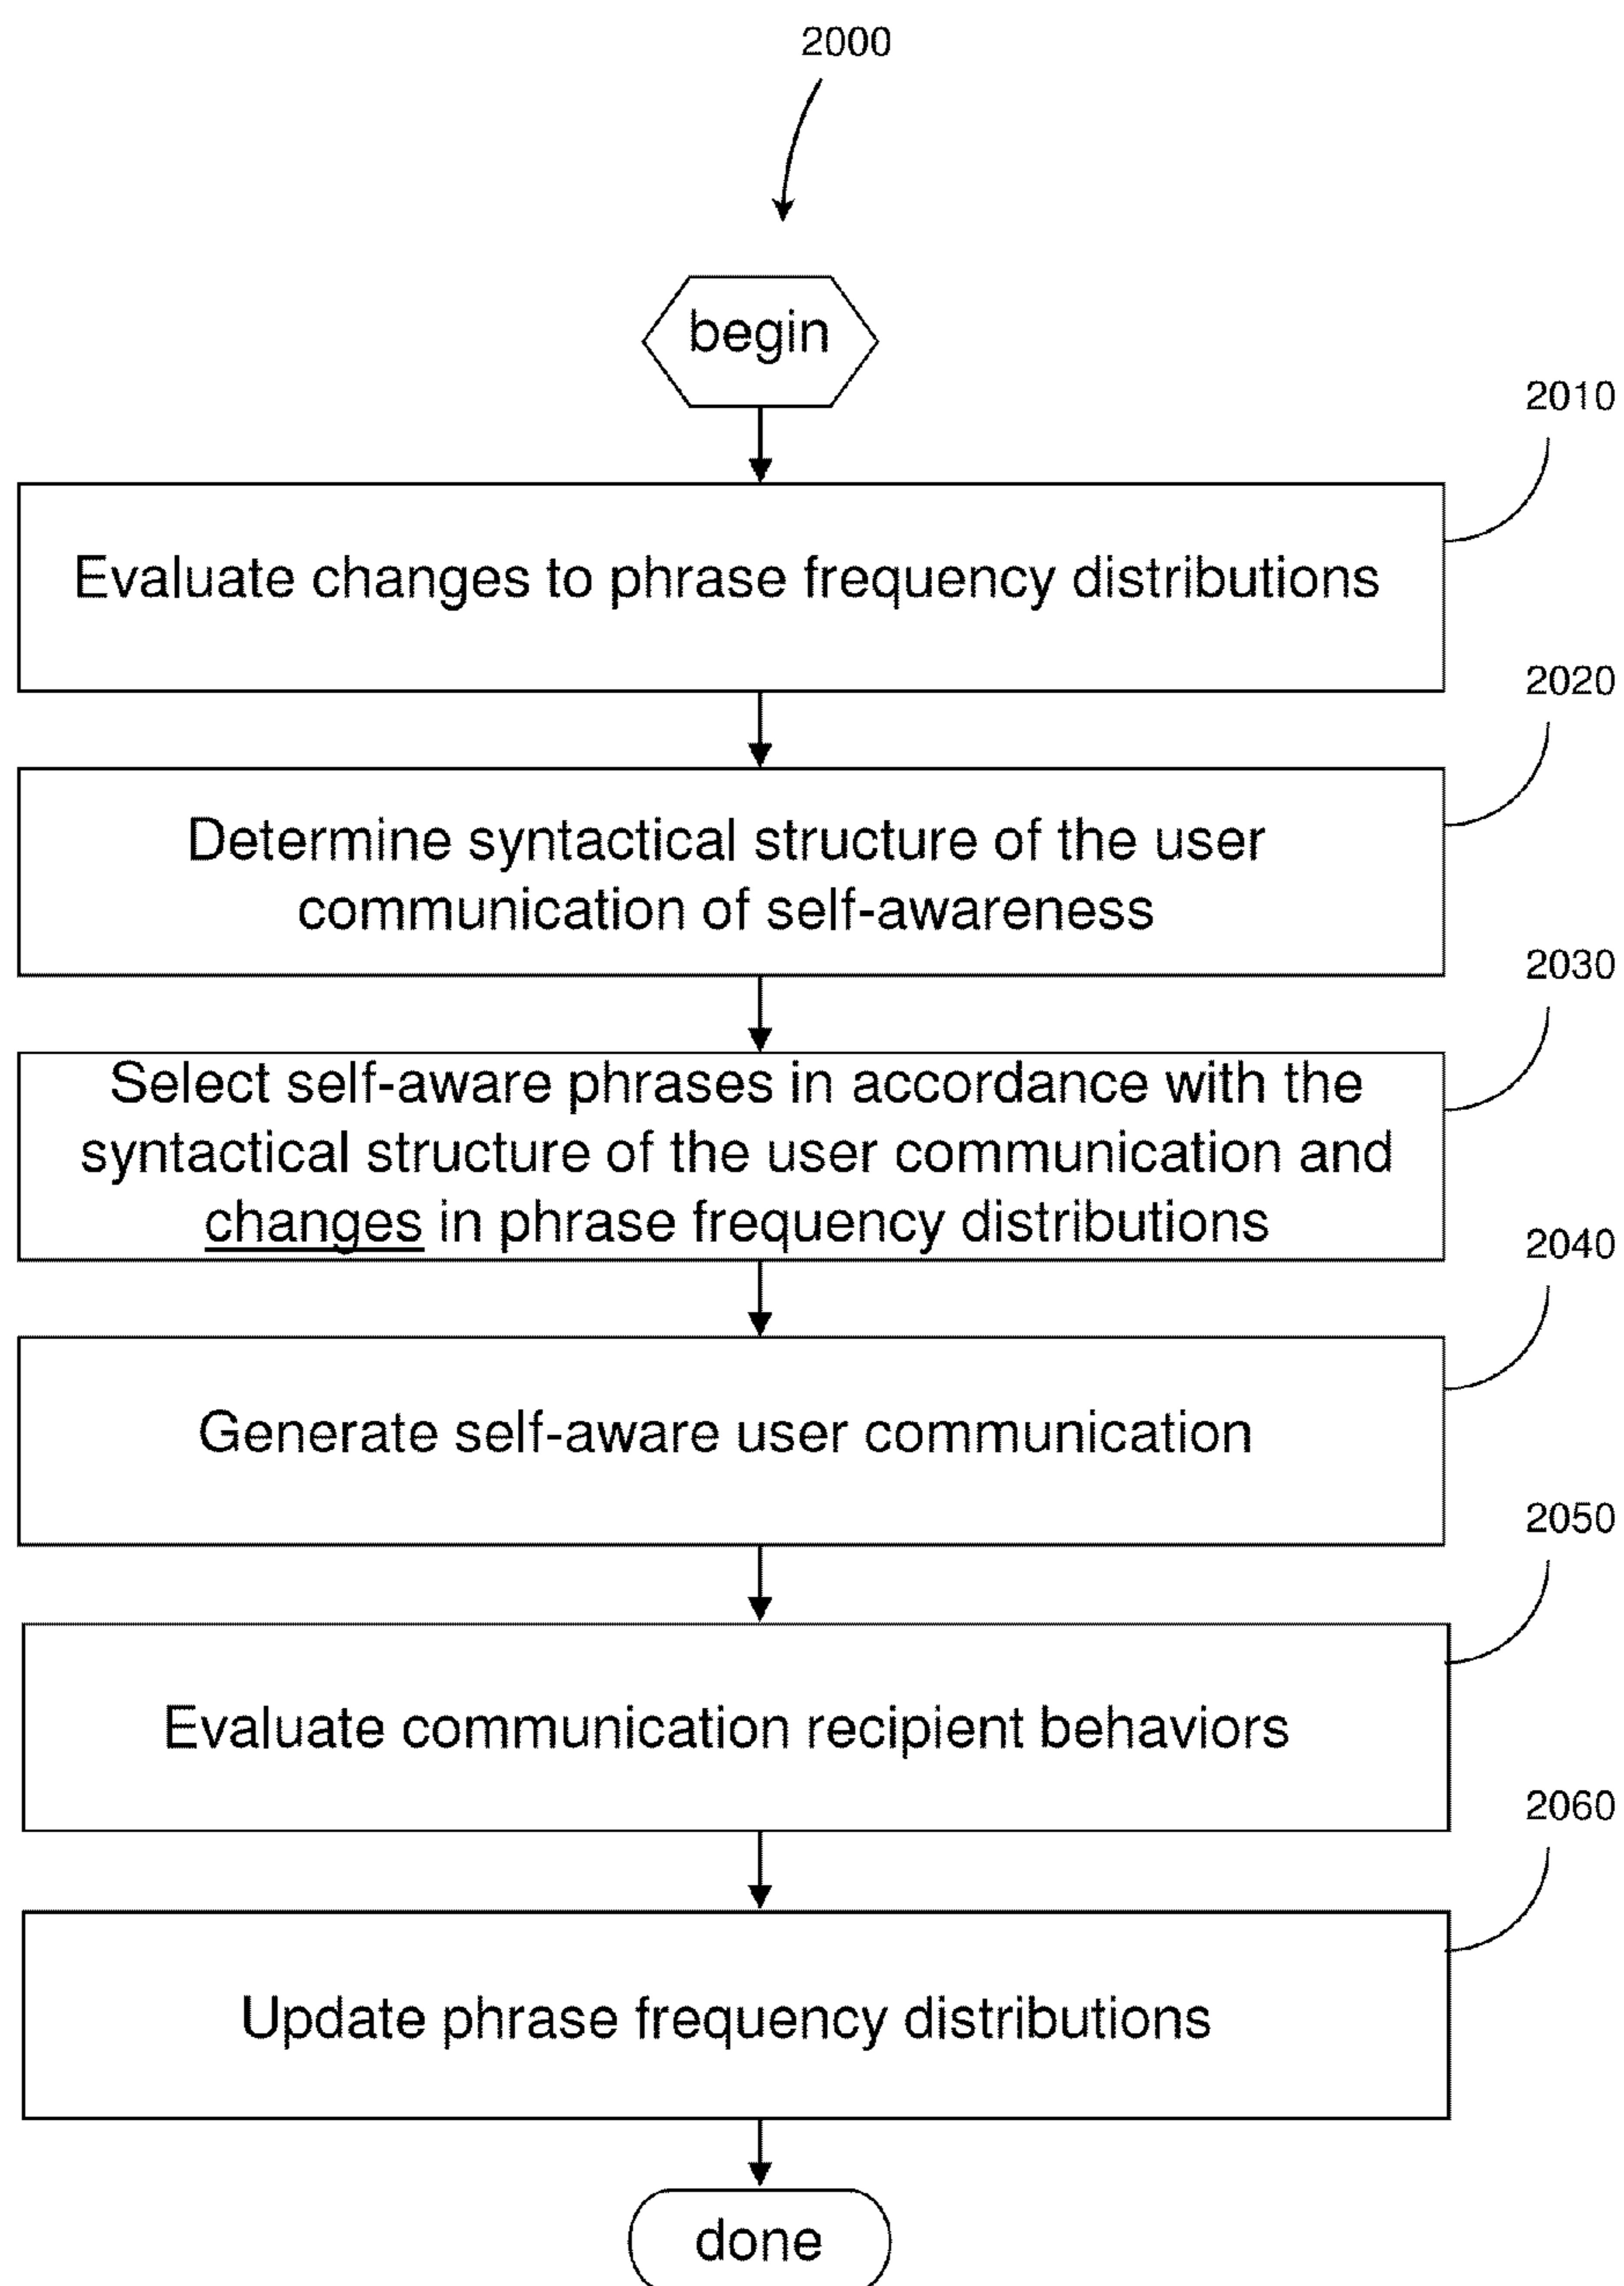 2000
begin
2010
Evaluate changes to phrase frequency distributions
2020
Determine syntactical structure of the user
communication of self-awareness
2030
Select self-aware phrases in accordance with the
syntactical structure of the user communication and
changes in phrase frequency distributions
2040
Generate self-aware user communication
2050
Evaluate communication recipient behaviors
2060
Update phrase frequency distributions
done